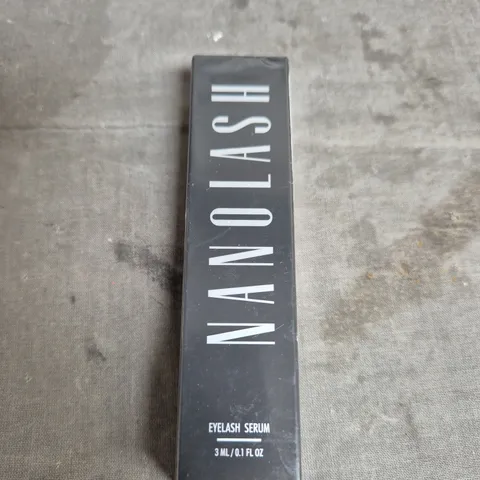 NANOLASH
EYELASH SERUM
3 ML / 0.1 FL OZ